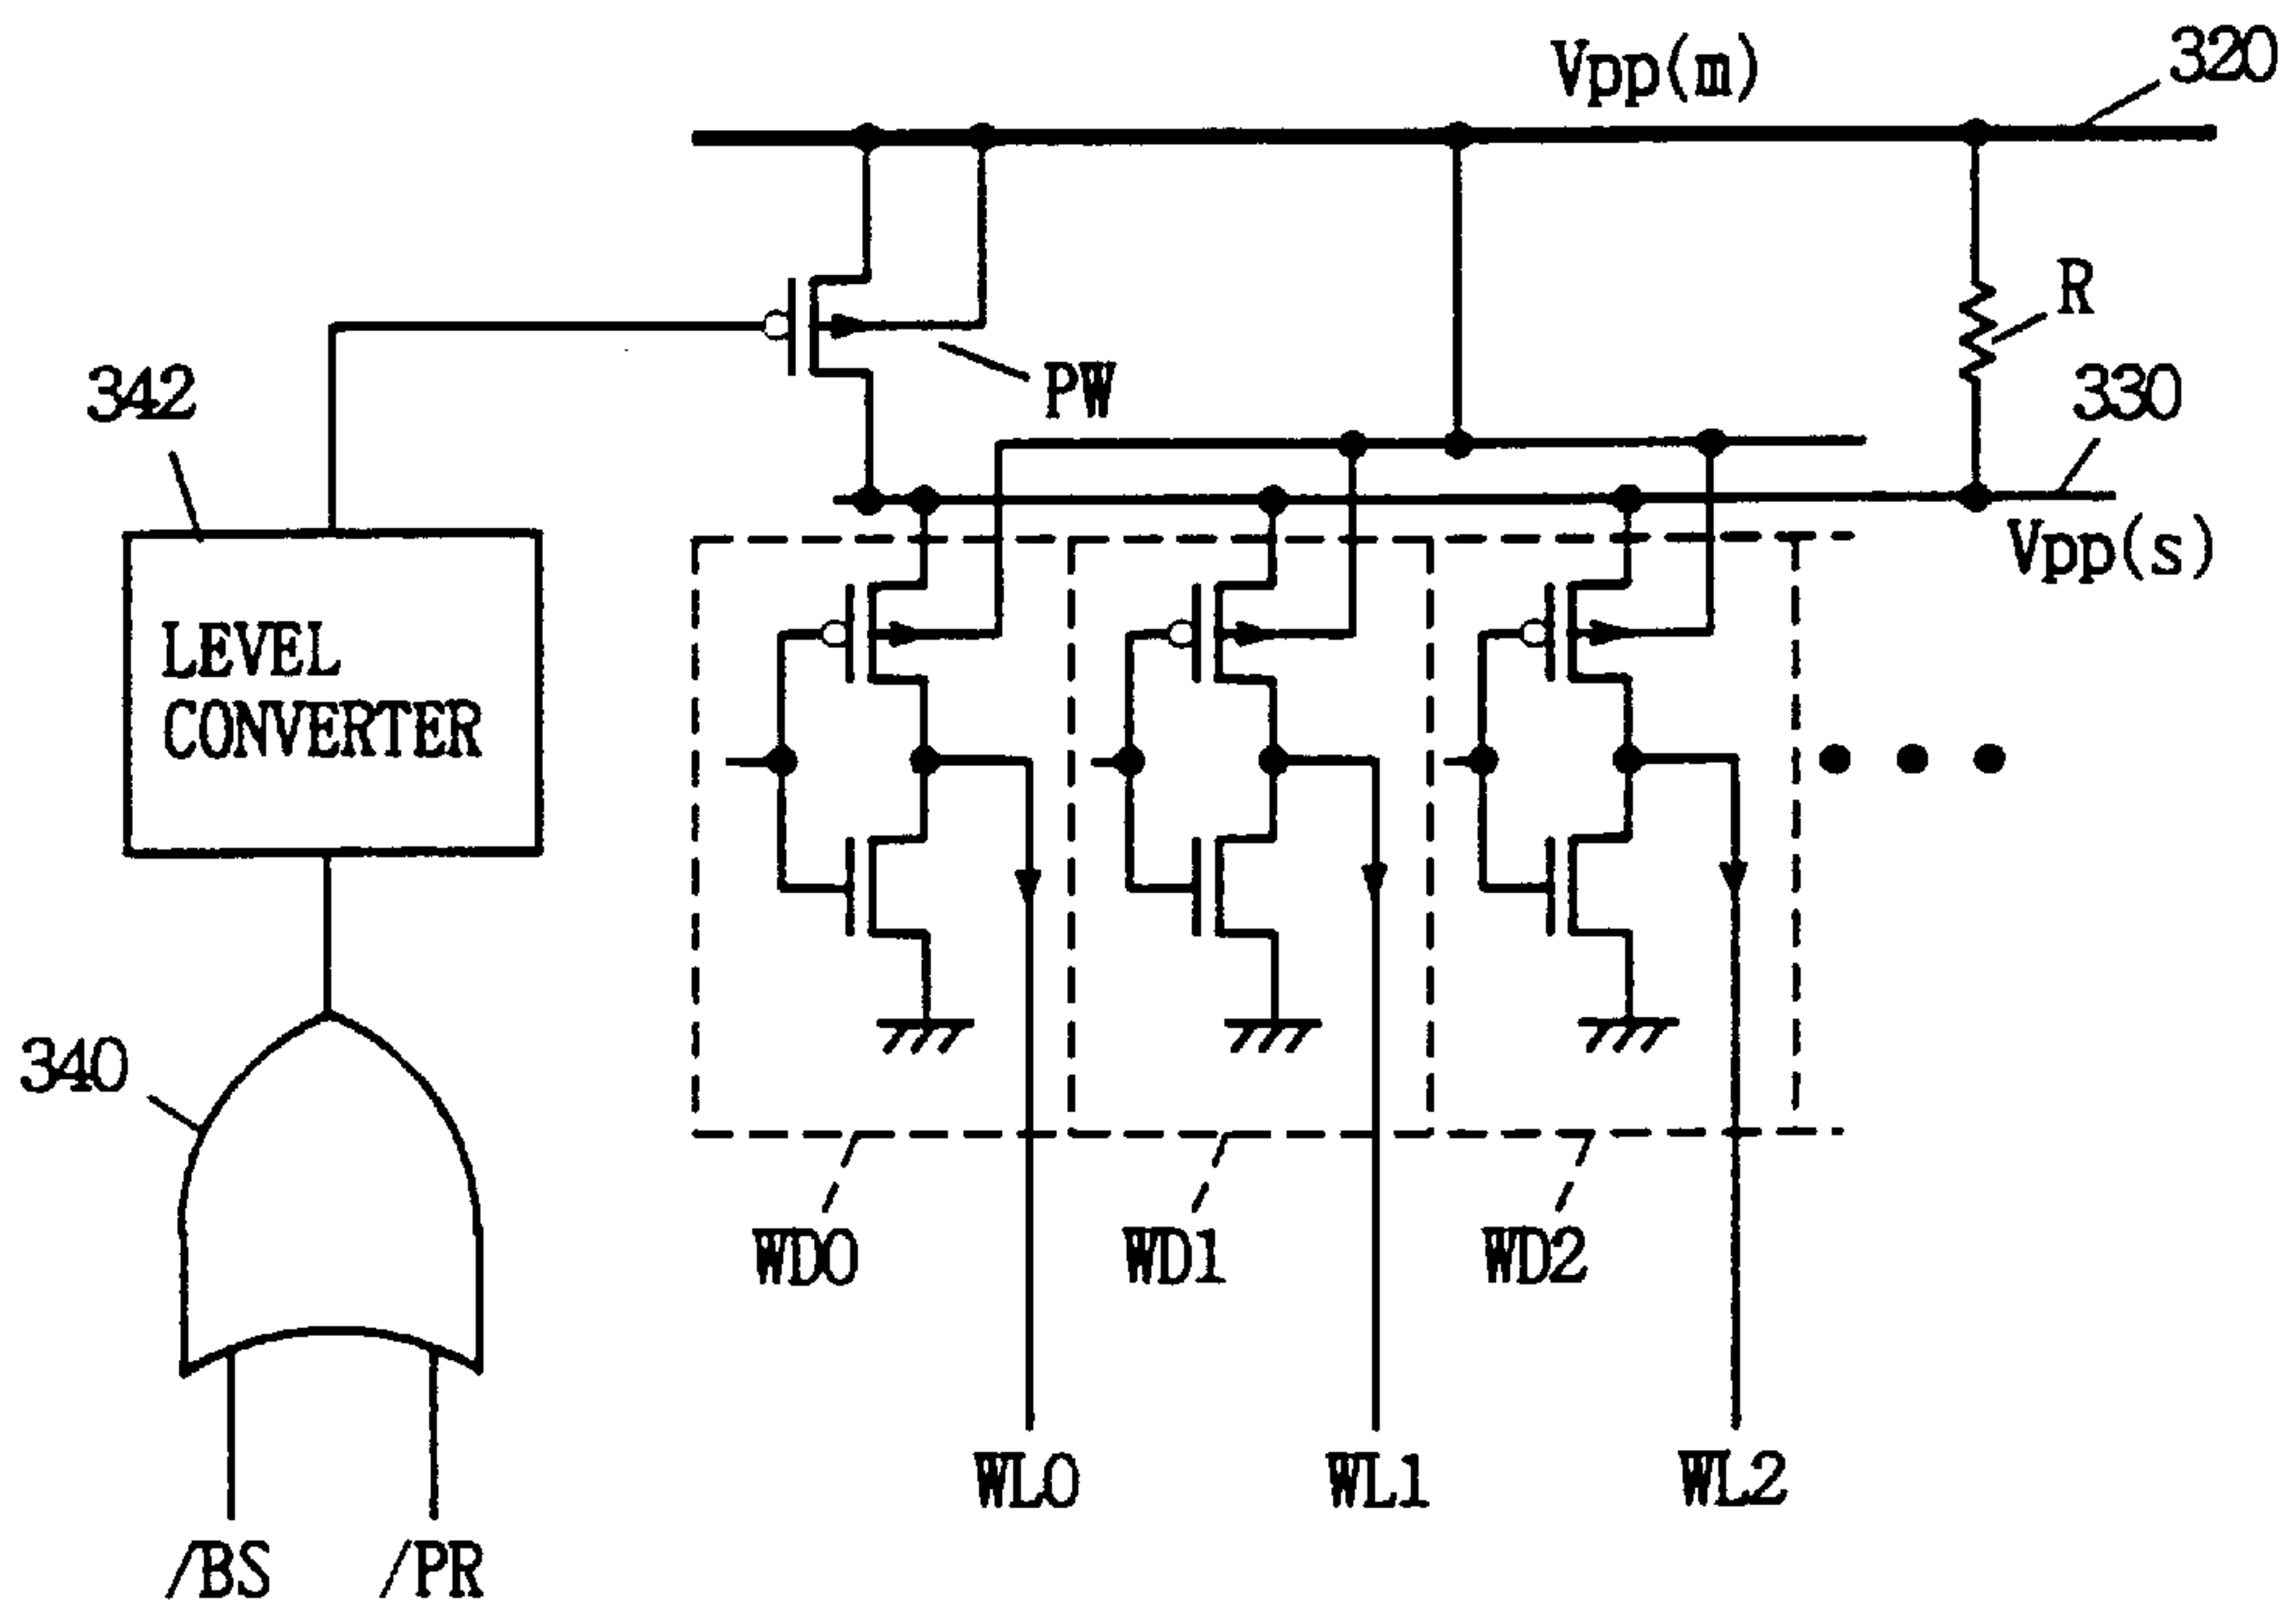 320
Vpp(m)
R
PW
342
330
Vpp(s)
LEVEL
CONVERTER
340
WD0
WD1
WD2
WL0
WL1
WL2
/BS
/PR